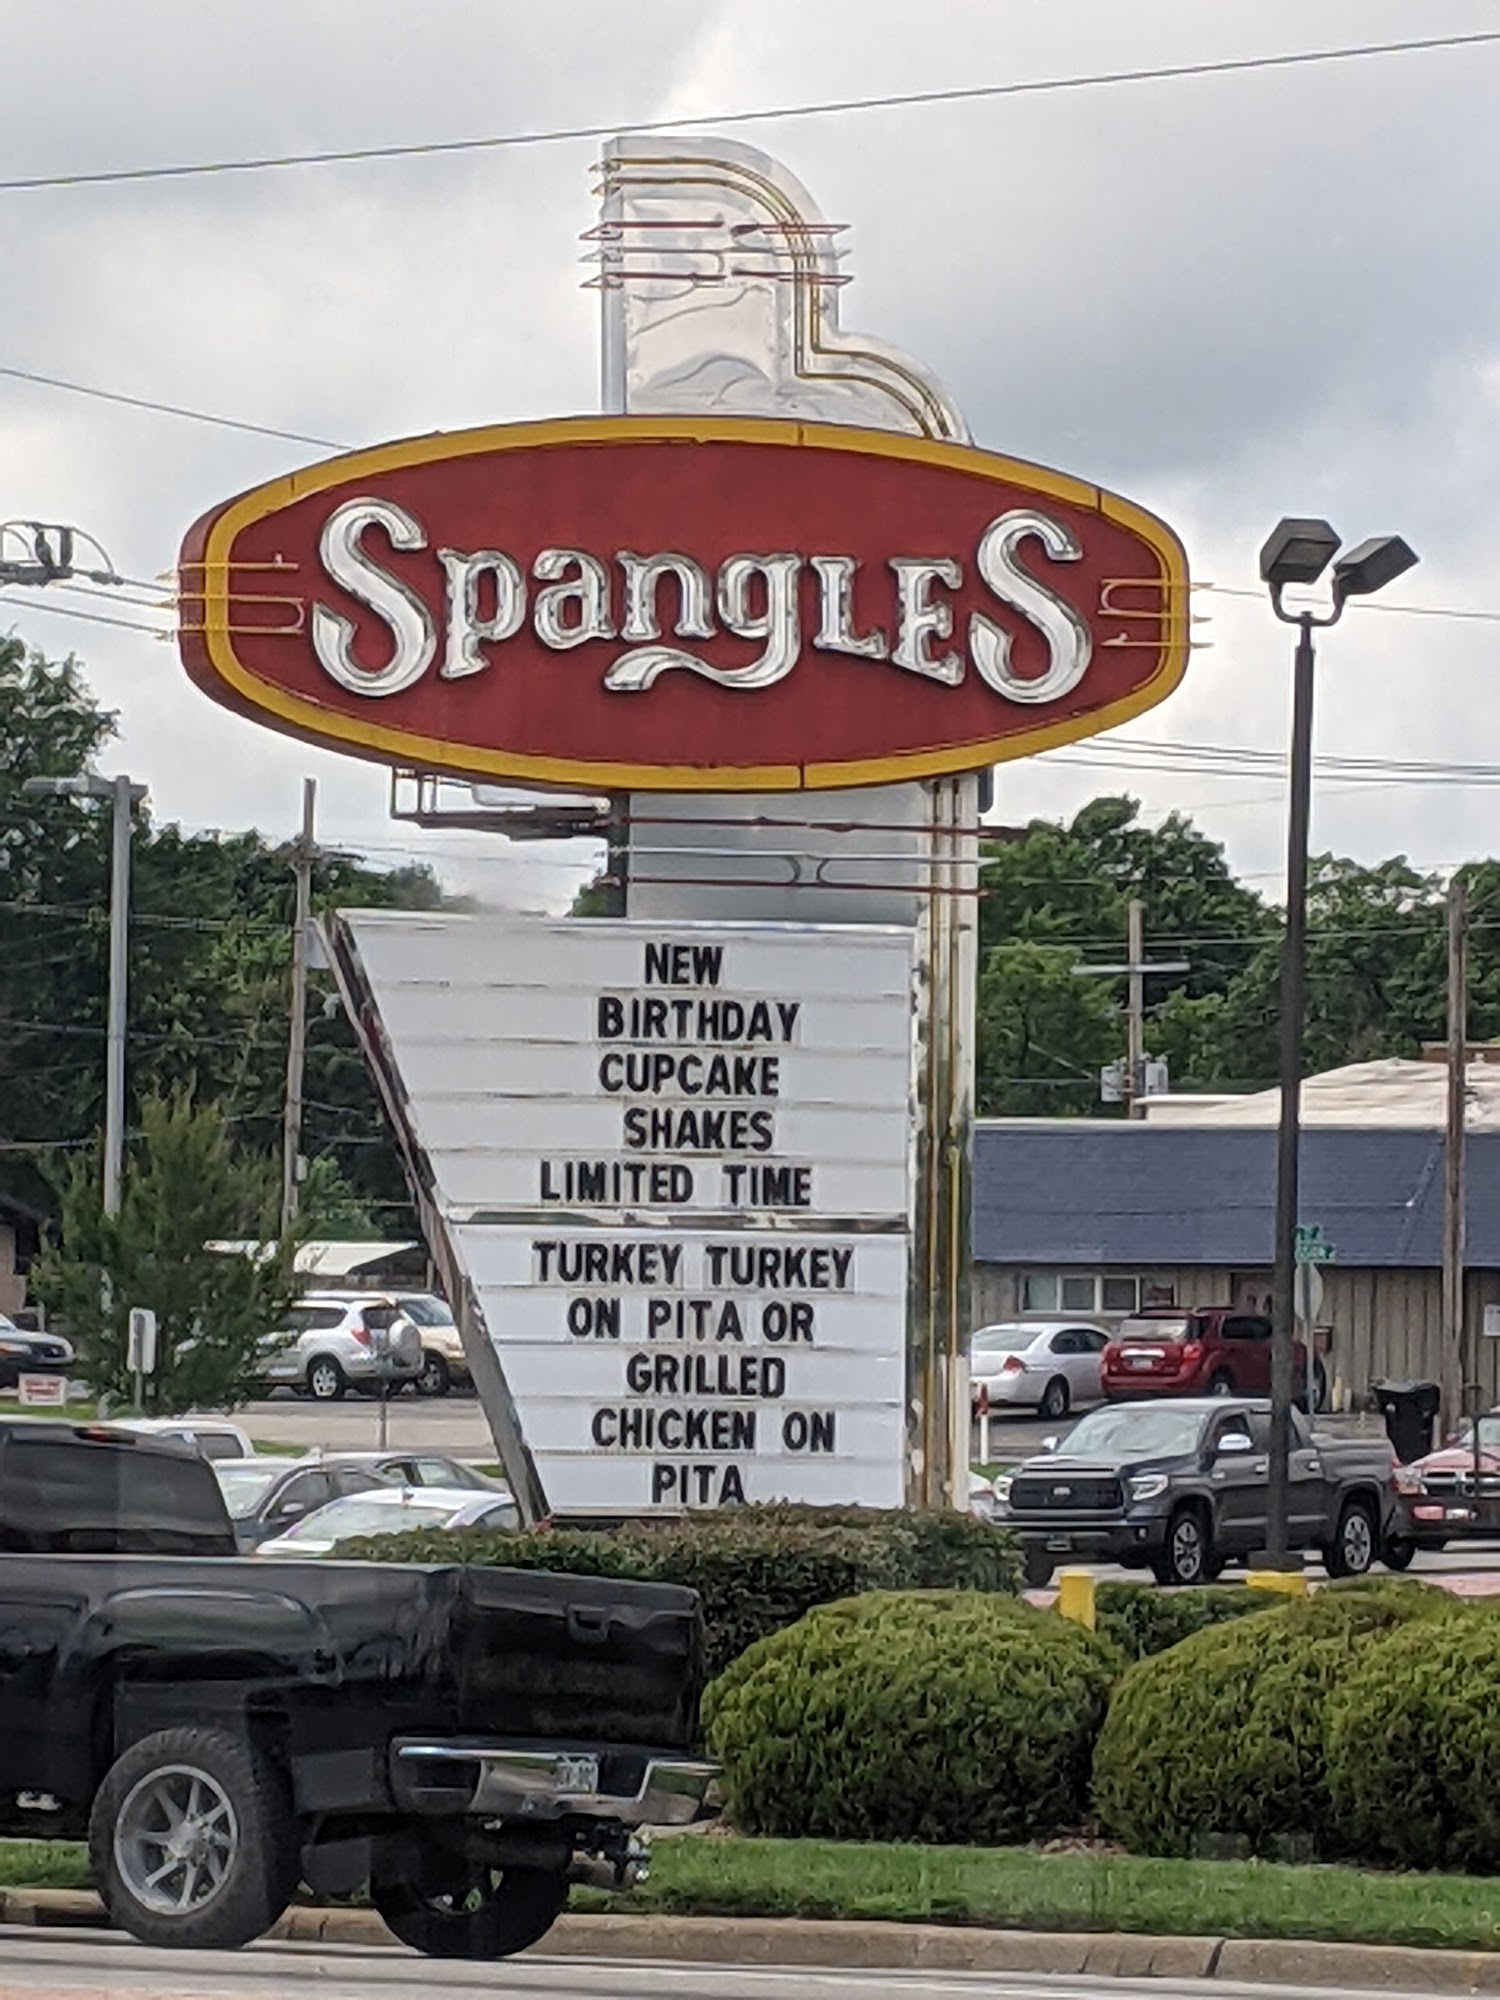 SpangLES
NEW
BIRTHDAY
CUPCAKE
SHAKES
LIMITED TIME
TURKEY TURKEY
ON PITA OR
GRILLED
CHICKEN ON
PITA